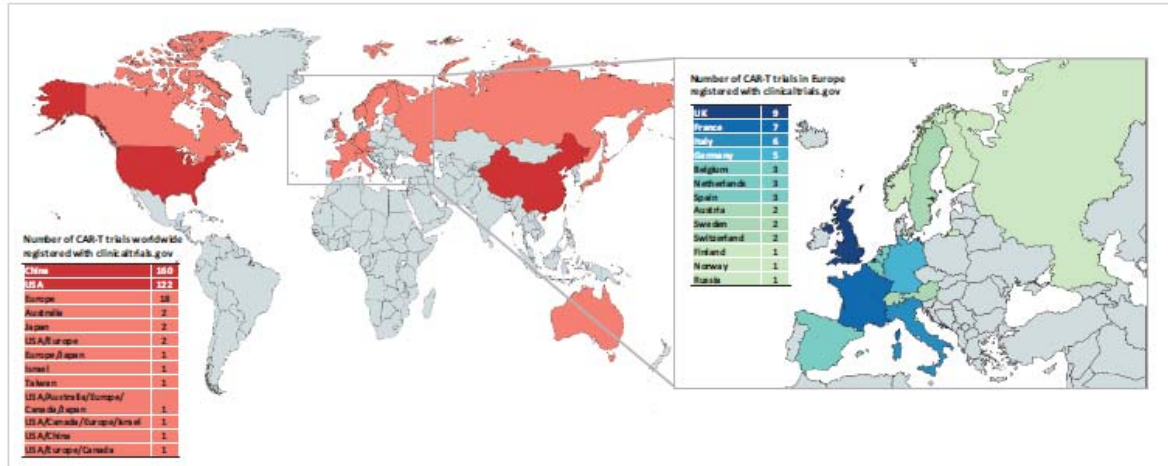 Number of CAR-T trials worldwide
registered with clinicaltrials.gov
China 160
USA 122
Europe 18
Australia 2
Japan 2
USA/Europe 2
Europe/Japan 1
Israel 1
Taiwan 1
USA/Australia/Europe/
Canada/Japan 1
USA/Canada/Europe/Israel 1
USA/China 1
USA/Europe/Canada 1
Number of CAR-T trials in Europe
registered with clinicaltrials.gov
UK 9
France 7
Italy 6
Germany 5
Belgium 3
Netherlands 3
Spain 3
Austria 2
Sweden 2
Switzerland 2
Finland 1
Norway 1
Russia 1